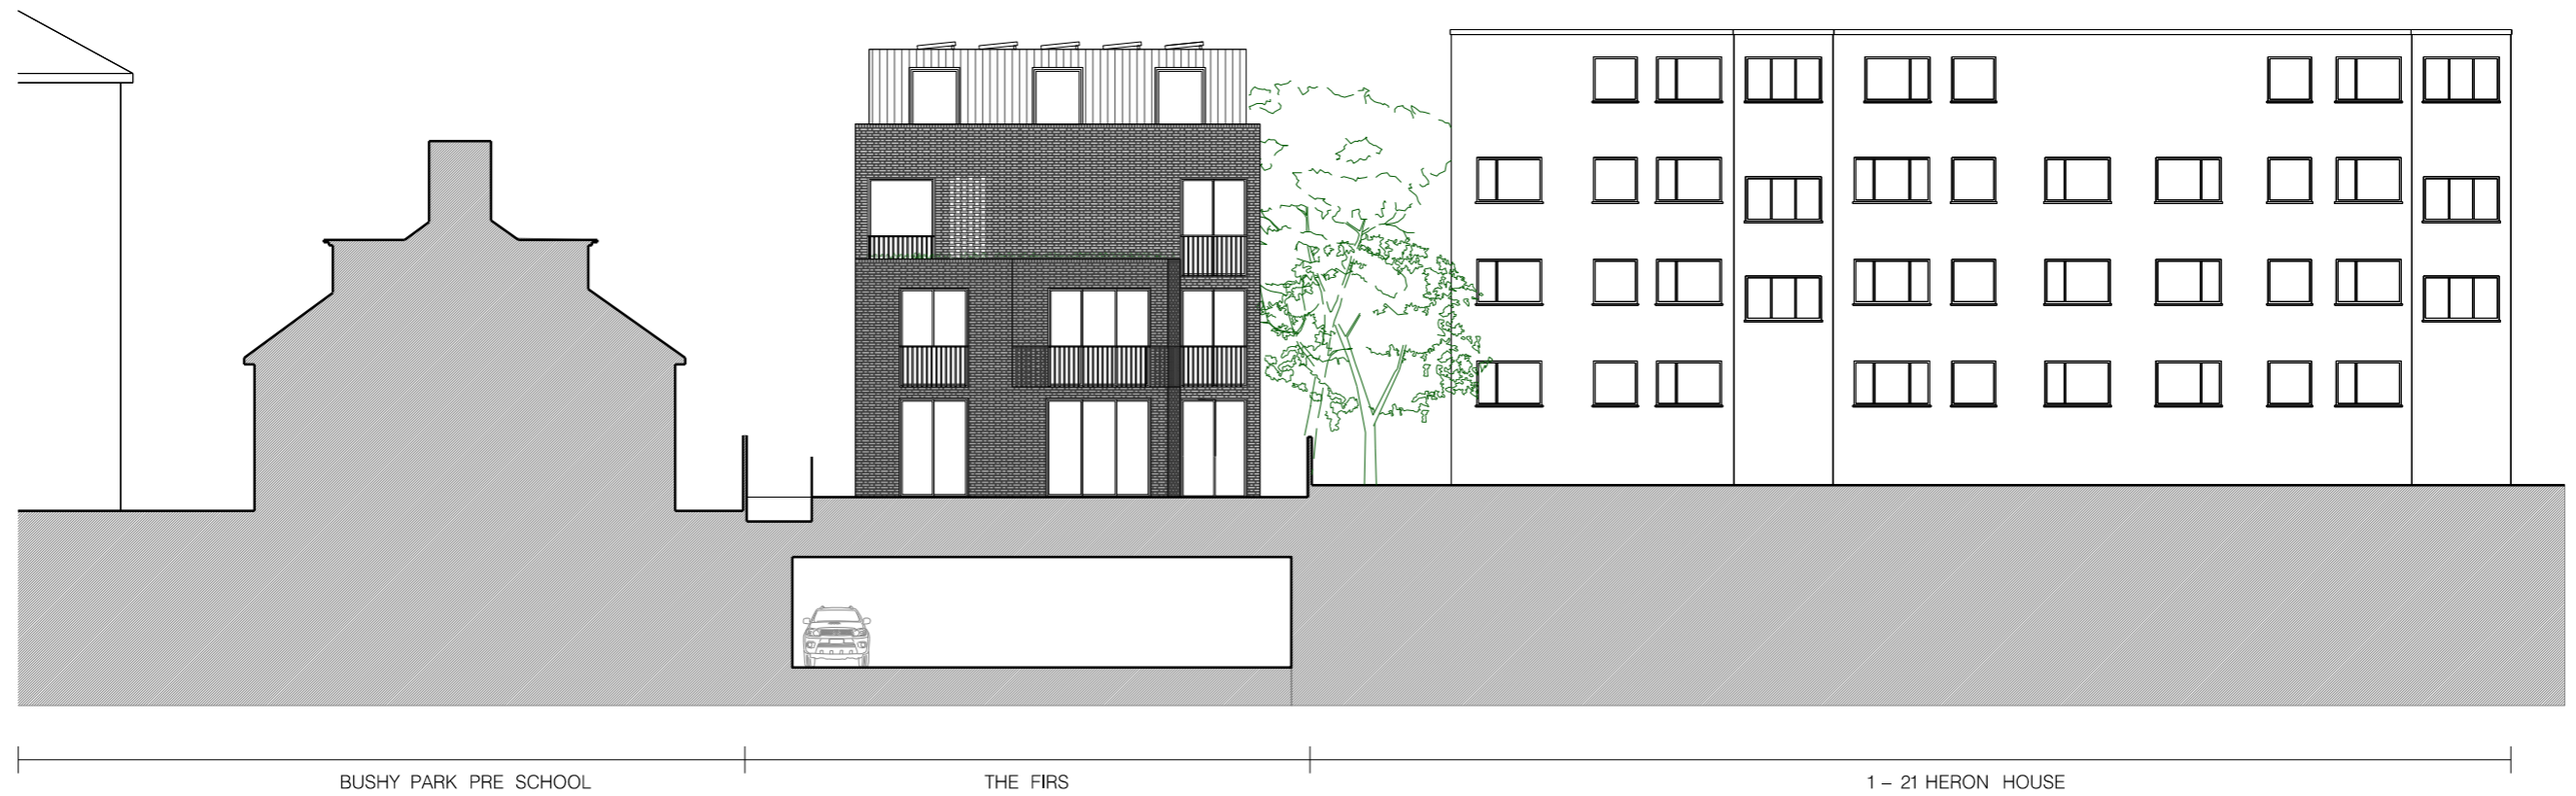 BUSHY PARK PRE SCHOOL
THE FIRS
1 – 21 HERON HOUSE